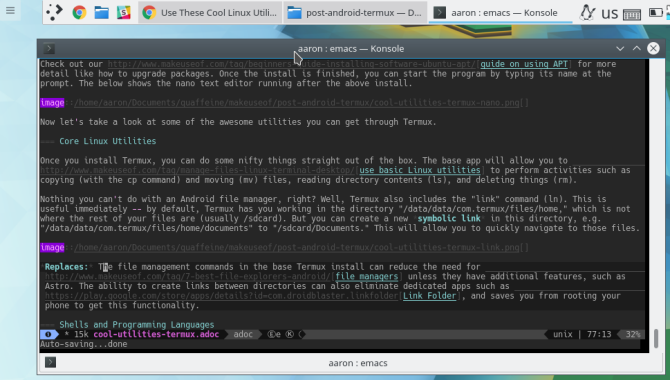 Use These Cool Linux Utili...
post-android-termux — D...
aaron : emacs — Konsole
us
aaron : emacs — Konsole
Check out our http://www.makeuseof.com/tag/beginners-guide-installing-software-ubuntu-apt/[guide on using APT] for more
detail like how to upgrade packages. Once the install is finished, you can start the program by typing its name at the
prompt. The below shows the nano text editor running after the above install.
image::/home/aaron/Documents/quaffeine/makeuseof/post-android-termux/cool-utilities-termux-nano.png[]
Now let's take a look at some of the awesome utilities you can get through Termux.
=== Core Linux Utilities
Once you install Termux, you can do some nifty things straight out of the box. The base app will allow you to
http://www.makeuseof.com/tag/manage-files-linux-terminal-desktop/[use basic Linux utilities] to perform activities such as
copying (with the cp command) and moving (mv) files, reading directory contents (ls), and deleting things (rm).
Nothing you can't do with an Android file manager, right? Well, Termux also includes the "link" command (ln). This is
useful immediately -- by default, Termux has you working in the directory "/data/data/com.termux/files/home," which is not
where the rest of your files are (usually /sdcard). But you can create a new *symbolic link* in this directory, e.g.
"/data/data/com.termux/files/home/documents" to "/sdcard/Documents." This will allow you to quickly navigate to those files.
image::/home/aaron/Documents/quaffeine/makeuseof/post-android-termux/cool-utilities-termux-link.png[]
*Replaces:* The file management commands in the base Termux install can reduce the need for
http://www.makeuseof.com/tag/7-best-file-explorers-android/[file managers] unless they have additional features, such as
Astro. The ability to create links between directories can also eliminate dedicated apps such as
https://play.google.com/store/apps/details?id=com.droidblaster.linkfolder[Link Folder], and saves you from rooting your
phone to get this functionality.
=== Shells and Programming Languages
* 15k cool-utilities-termux.adoc adoc Ⓔe Ⓚ unix | 77:13 32%
Auto-saving...done
aaron : emacs